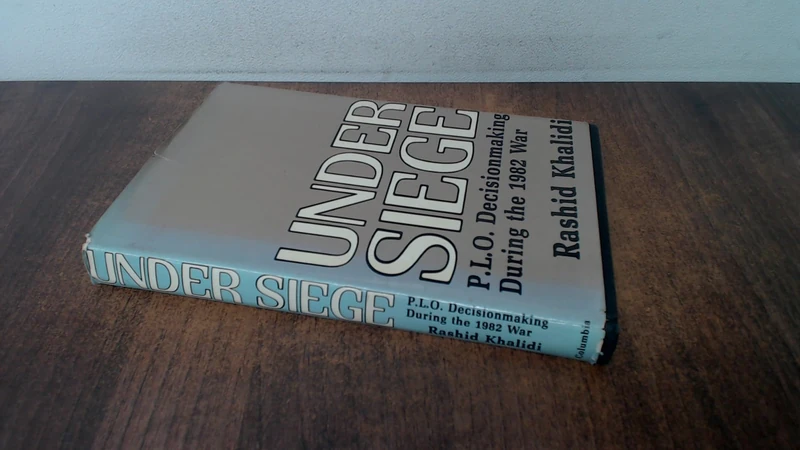 UNDER
SIEGE
P.L.O. Decisionmaking
During the 1982 War
Rashid Khalidi
UNDER SIEGE
P.L.O. Decisionmaking
During the 1982 War
Rashid Khalidi
Columbia